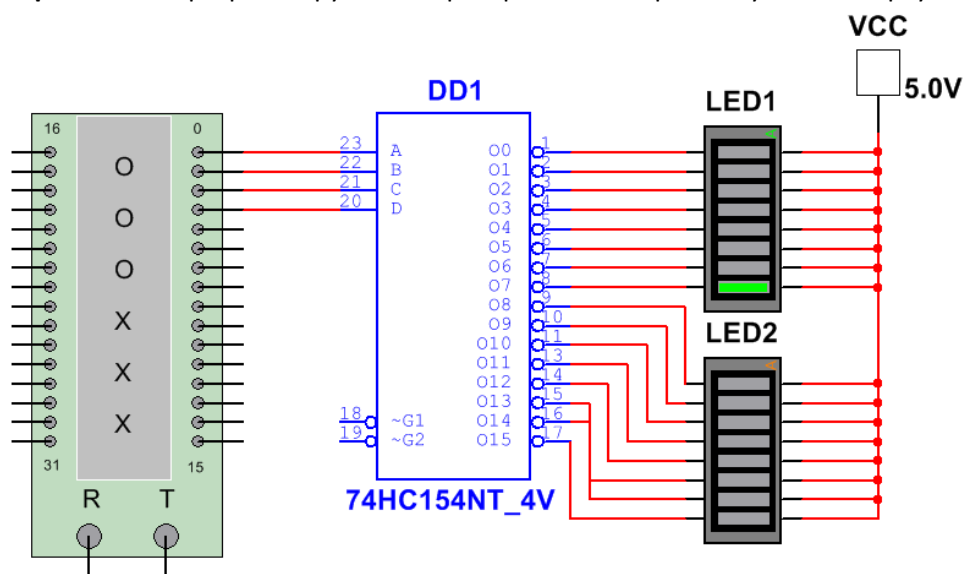 VCC
5.0V
DD1
LED1
16
0
O
O
O
X
X
X
31
15
R
T
23
22
21
20
A
B
C
D
18
19
~G1
~G2
O0
O1
O2
O3
O4
O5
O6
O7
O8
O9
O10
O11
O12
O13
O14
O15
1
2
3
4
5
6
7
8
9
10
11
13
14
15
16
17
A
LED2
A
74HC154NT_4V